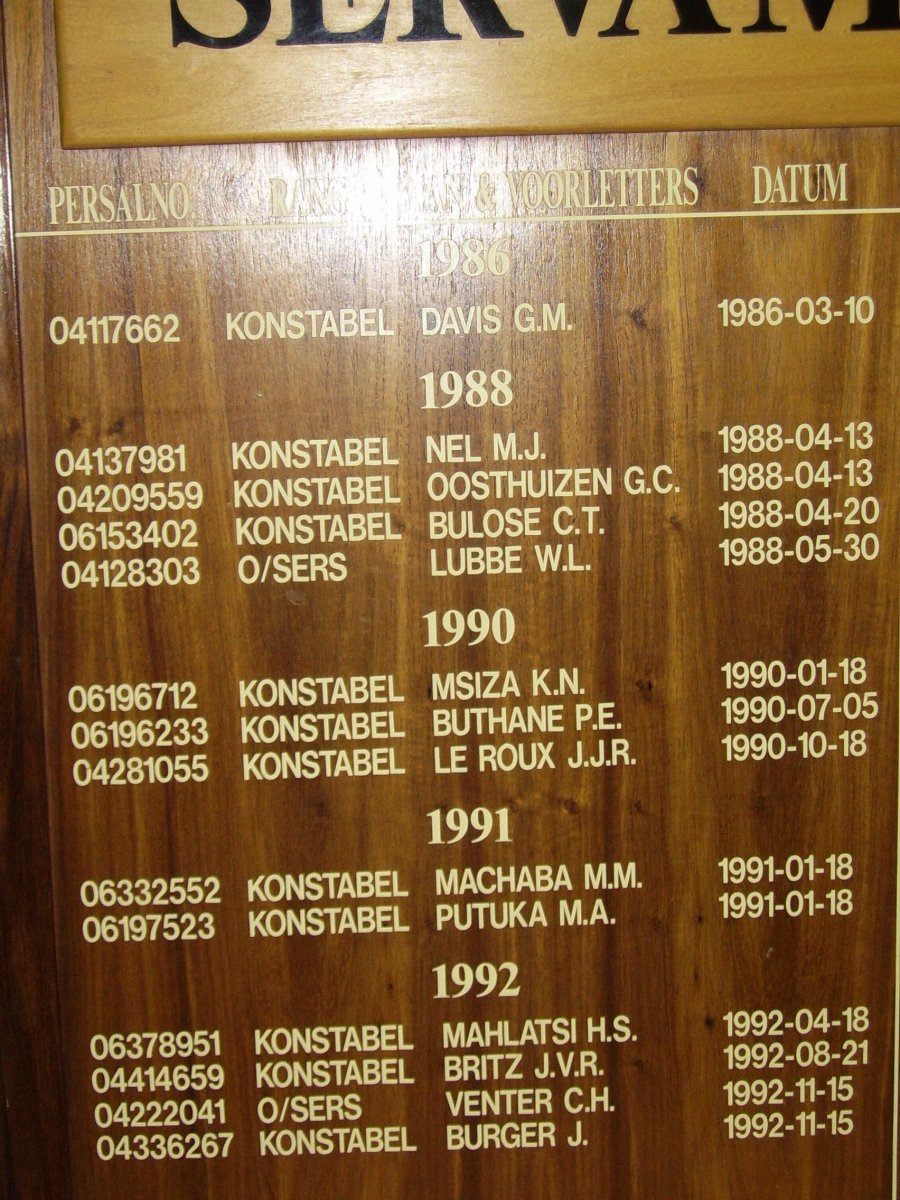 SERVAM
PERSALNO. RANG VAN & VOORLETTERS DATUM
1986
04117662 KONSTABEL DAVIS G.M. 1986-03-10
1988
04137981 KONSTABEL NEL M.J. 1988-04-13
04209559 KONSTABEL OOSTHUIZEN G.C. 1988-04-13
06153402 KONSTABEL BULOSE C.T. 1988-04-20
04128303 O/SERS LUBBE W.L. 1988-05-30
1990
06196712 KONSTABEL MSIZA K.N. 1990-01-18
06196233 KONSTABEL BUTHANE P.E. 1990-07-05
04281055 KONSTABEL LE ROUX J.J.R. 1990-10-18
1991
06332552 KONSTABEL MACHABA M.M. 1991-01-18
06197523 KONSTABEL PUTUKA M.A. 1991-01-18
1992
06378951 KONSTABEL MAHLATSI H.S. 1992-04-18
04414659 KONSTABEL BRITZ J.V.R. 1992-08-21
04222041 O/SERS VENTER C.H. 1992-11-15
04336267 KONSTABEL BURGER J. 1992-11-15